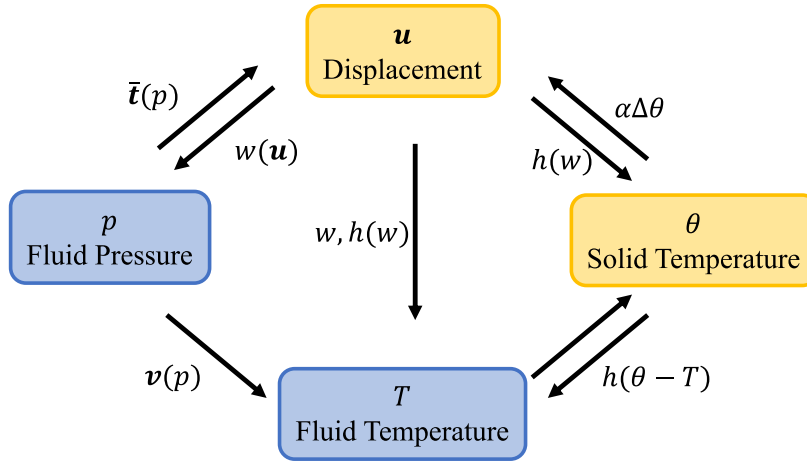 u
Displacement
t̄(p)
w(u)
αΔθ
h(w)
p
Fluid Pressure
w, h(w)
θ
Solid Temperature
v(p)
T
Fluid Temperature
h(θ − T)